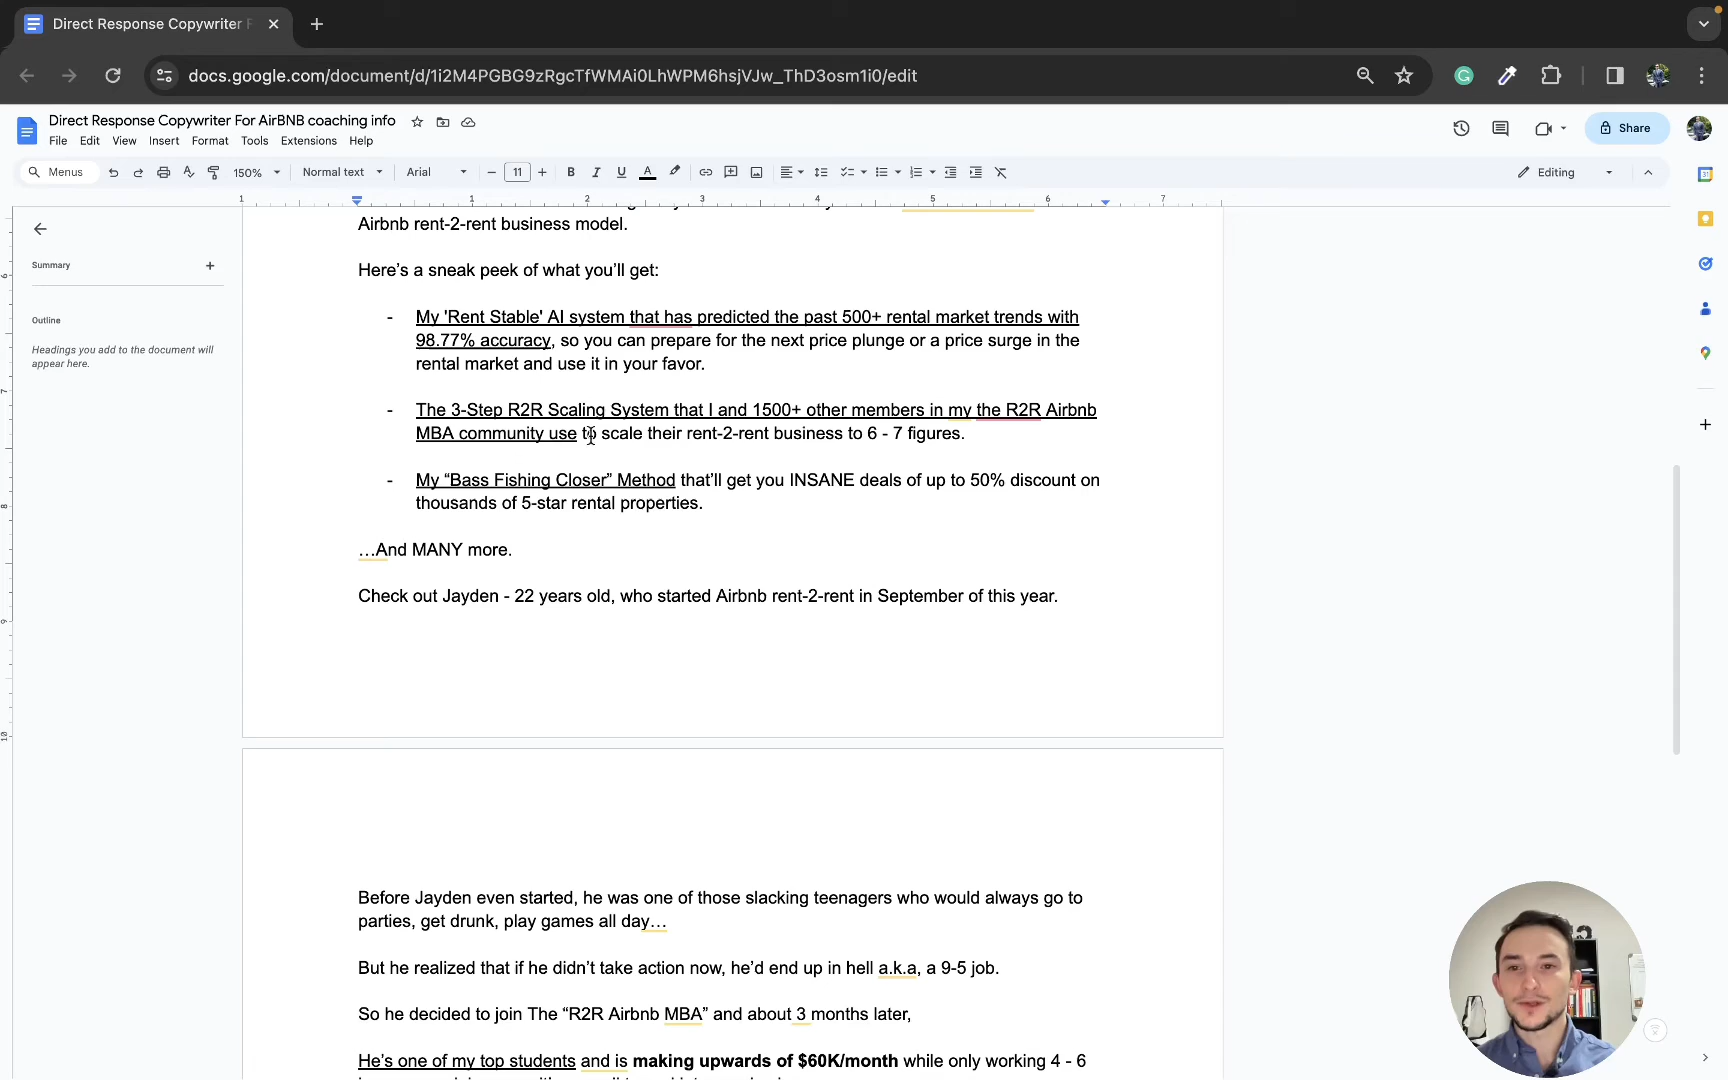 Direct Response Copywriter F
docs.google.com/document/d/1i2M4PGBG9zRgcTfWMAi0LhWPM6hsjVJw_ThD3osm1i0/edit
Direct Response Copywriter For AirBNB coaching info
File Edit View Insert Format Tools Extensions Help
Share
Menus
150%
Normal text
Arial
11
Editing
1 1 2 3 4 5 6 7
Summary
Outline
Headings you add to the document will
appear here.
Airbnb rent-2-rent business model.
Here’s a sneak peek of what you’ll get:
- My 'Rent Stable' AI system that has predicted the past 500+ rental market trends with
98.77% accuracy, so you can prepare for the next price plunge or a price surge in the
rental market and use it in your favor.
- The 3-Step R2R Scaling System that I and 1500+ other members in my the R2R Airbnb
MBA community use to scale their rent-2-rent business to 6 - 7 figures.
- My “Bass Fishing Closer” Method that’ll get you INSANE deals of up to 50% discount on
thousands of 5-star rental properties.
…And MANY more.
Check out Jayden - 22 years old, who started Airbnb rent-2-rent in September of this year.
Before Jayden even started, he was one of those slacking teenagers who would always go to
parties, get drunk, play games all day…
But he realized that if he didn’t take action now, he’d end up in hell a.k.a, a 9-5 job.
So he decided to join The “R2R Airbnb MBA” and about 3 months later,
He’s one of my top students and is making upwards of $60K/month while only working 4 - 6